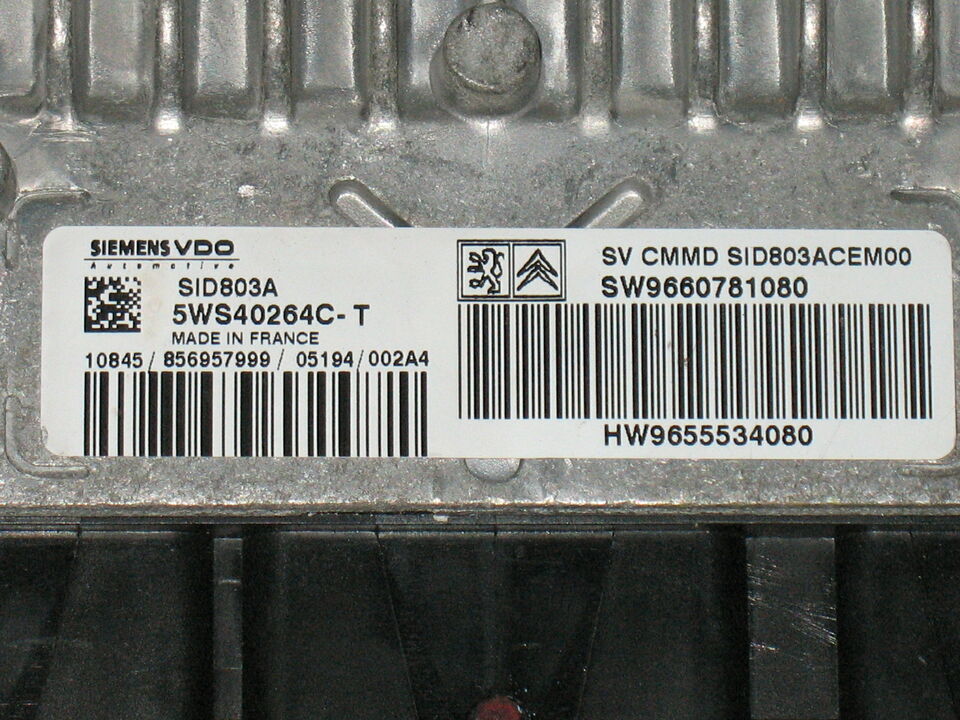 SIEMENS VDO
Automotive
SID803A
5WS40264C-T
MADE IN FRANCE
10845/856957999/05194/002A4
SV CMMD SID803ACEM00
SW9660781080
HW9655534080